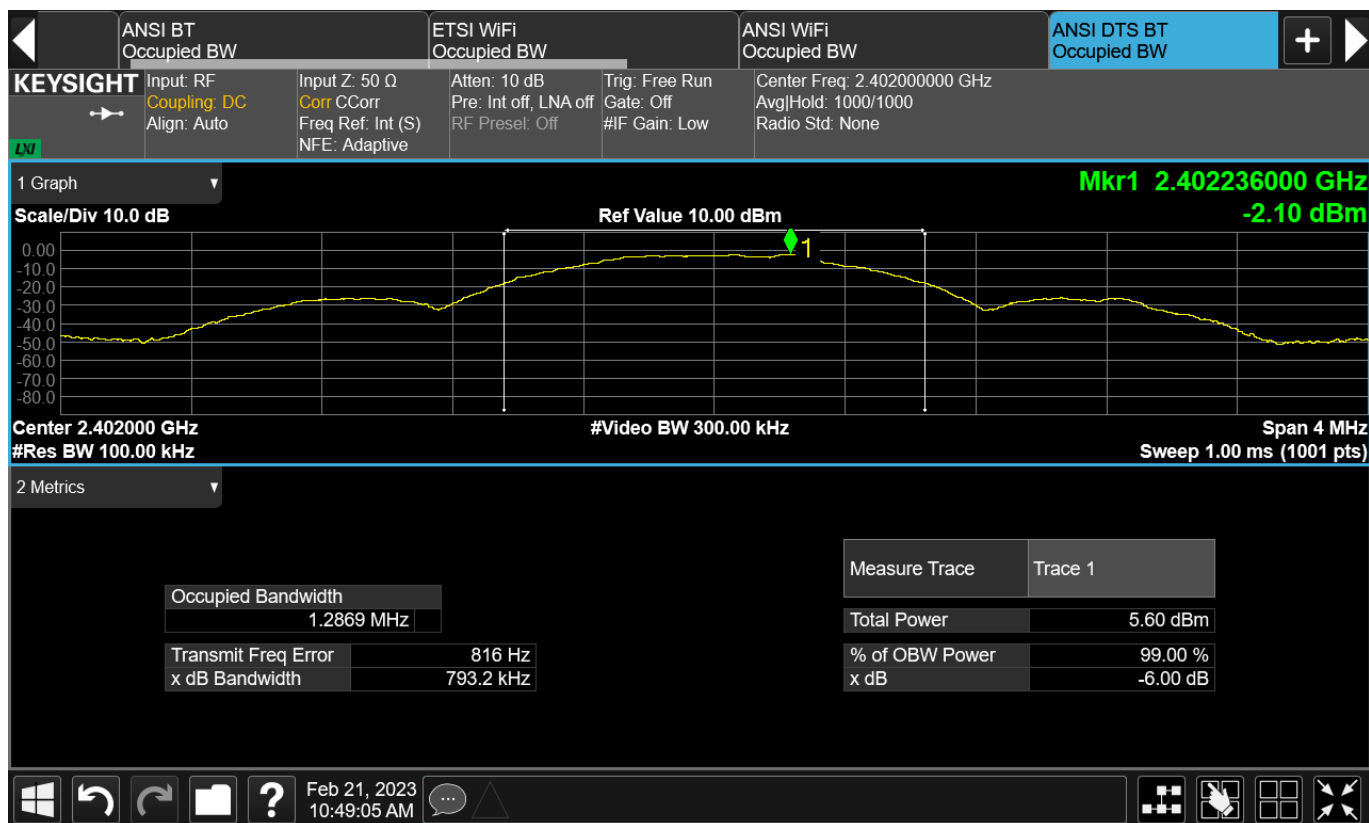 ANSI BT
Occupied BW
ETSI WiFi
Occupied BW
ANSI WiFi
Occupied BW
ANSI DTS BT
Occupied BW
KEYSIGHT
LXI
Input: RF
Coupling: DC
Align: Auto
Input Z: 50 Ω
Corr CCorr
Freq Ref: Int (S)
NFE: Adaptive
Atten: 10 dB
Pre: Int off, LNA off
RF Presel: Off
Trig: Free Run
Gate: Off
#IF Gain: Low
Center Freq: 2.402000000 GHz
Avg|Hold: 1000/1000
Radio Std: None
1 Graph
Mkr1 2.402236000 GHz
-2.10 dBm
Scale/Div 10.0 dB
Ref Value 10.00 dBm
1
0.00
-10.0
-20.0
-30.0
-40.0
-50.0
-60.0
-70.0
-80.0
Center 2.402000 GHz
#Video BW 300.00 kHz
Span 4 MHz
#Res BW 100.00 kHz
Sweep 1.00 ms (1001 pts)
2 Metrics
Measure Trace Trace 1
Occupied Bandwidth
1.2869 MHz
Total Power 5.60 dBm
Transmit Freq Error 816 Hz
% of OBW Power 99.00 %
x dB Bandwidth 793.2 kHz
x dB -6.00 dB
?
Feb 21, 2023
10:49:05 AM